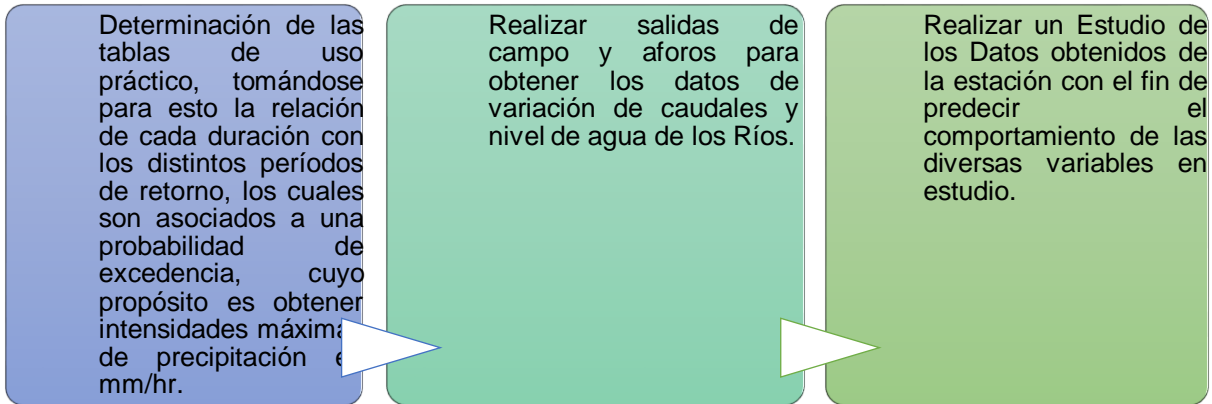 Determinación de las
tablas de uso
práctico, tomándose
para esto la relación
de cada duración con
los distintos períodos
de retorno, los cuales
son asociados a una
probabilidad de
excedencia, cuyo
propósito es obtener
intensidades máxima
de precipitación
mm/hr.
Realizar salidas de
campo y aforos para
obtener los datos de
variación de caudales y
nivel de agua de los Ríos.
Realizar un Estudio de
los Datos obtenidos de
la estación con el fin de
predecir el
comportamiento de las
diversas variables en
estudio.